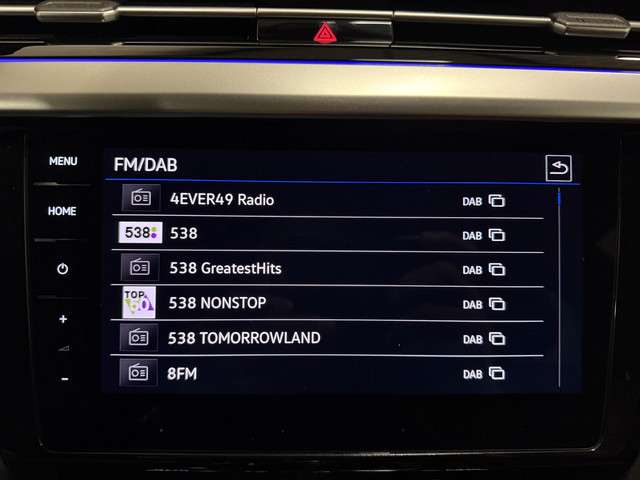 MENU
HOME
+
-
FM/DAB
4EVER49 Radio DAB
538 538 DAB
538 GreatestHits DAB
TOP 50 538 NONSTOP DAB
538 TOMORROWLAND DAB
8FM DAB